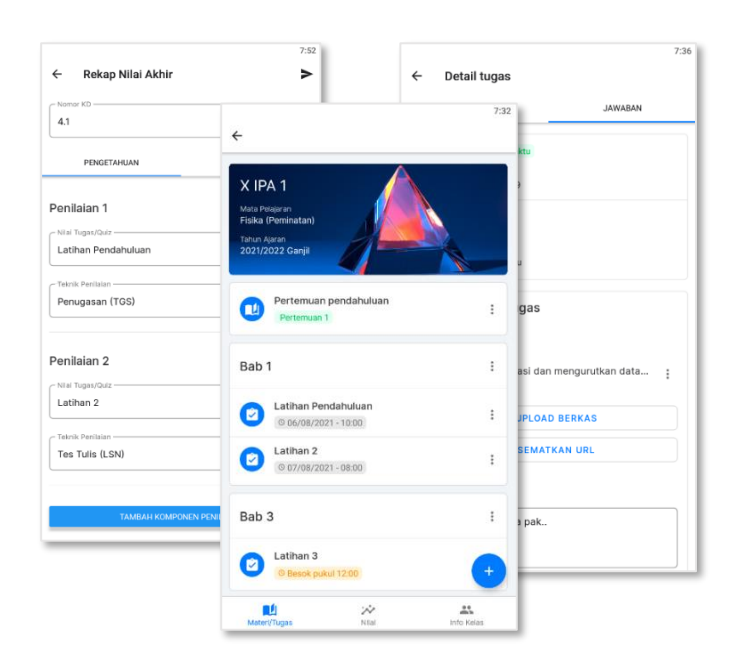 7:52
Rekap Nilai Akhir
Nomor KD
4.1
PENGETAHUAN
Penilaian 1
Nilai Tugas/Quiz
Latihan Pendahuluan
Teknik Penilaian
Penugasan (TGS)
Penilaian 2
Nilai Tugas/Quiz
Latihan 2
Teknik Penilaian
Tes Tulis (LSN)
TAMBAH KOMPONEN
7:32
X IPA 1
Mata Pelajaran
Fisika (Peminatan)
Tahun Ajaran
2021/2022 Ganjil
Pertemuan pendahuluan
Pertemuan 1
Bab 1
Latihan Pendahuluan
06/08/2021 - 10:00
Latihan 2
07/08/2021 - 08:00
Bab 3
Latihan 3
Besok pukul 12:00
+
Materi/Tugas
Nilai
Info Kelas
7:36
Detail tugas
JAWABAN
dan mengurutkan data...
UPLOAD BERKAS
SEMATKAN URL
pak..